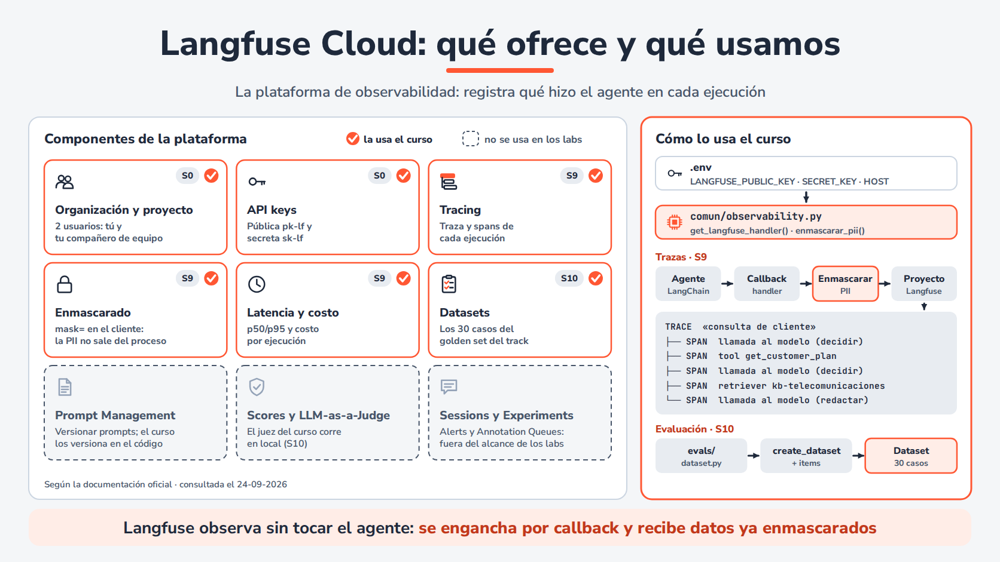 Langfuse Cloud: qué ofrece y qué usamos
La plataforma de observabilidad: registra qué hizo el agente en cada ejecución
Componentes de la plataforma
la usa el curso
no se usa en los labs
S0
Organización y proyecto
2 usuarios: tú y
tu compañero de equipo
S0
API keys
Pública pk-lf y
secreta sk-lf
S9
Tracing
Traza y spans de
cada ejecución
S9
Enmascarado
mask= en el cliente:
la PII no sale del proceso
S9
Latencia y costo
p50/p95 y costo
por ejecución
S10
Datasets
Los 30 casos del
golden set del track
Prompt Management
Versionar prompts; el curso
los versiona en el código
Scores y LLM-as-a-Judge
El juez del curso corre
en local (S10)
Sessions y Experiments
Alerts y Annotation Queues:
fuera del alcance de los labs
Según la documentación oficial · consultada el 24-09-2026
Cómo lo usa el curso
.env
LANGFUSE_PUBLIC_KEY · SECRET_KEY · HOST
comun/observability.py
get_langfuse_handler() · enmascarar_pii()
Trazas · S9
Agente
LangChain
Callback
handler
Enmascarar
PII
Proyecto
Langfuse
TRACE «consulta de cliente»
├── SPAN llamada al modelo (decidir)
├── SPAN tool get_customer_plan
├── SPAN llamada al modelo (decidir)
├── SPAN retriever kb-telecomunicaciones
└── SPAN llamada al modelo (redactar)
Evaluación · S10
evals/
dataset.py
create_dataset
+ items
Dataset
30 casos
Langfuse observa sin tocar el agente: se engancha por callback y recibe datos ya enmascarados